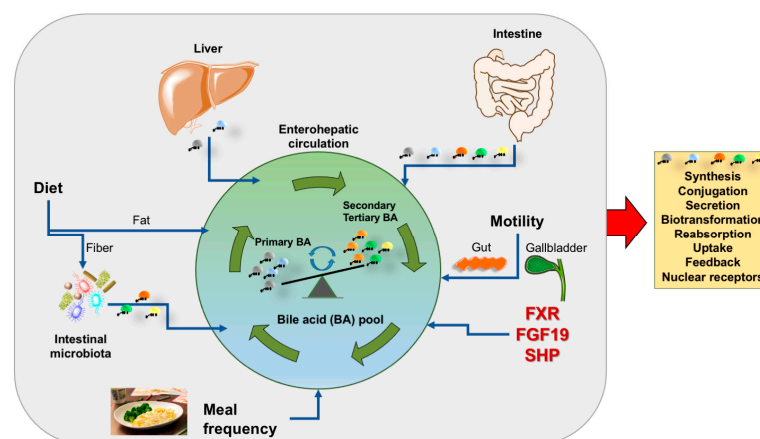 Liver
Intestine
Enterohepatic
circulation
Diet
Fat
Fiber
Secondary
Tertiary BA
Primary BA
Motility
Gut
Gallbladder
Intestinal
microbiota
Bile acid (BA) pool
FXR
FGF19
SHP
Meal
frequency
Synthesis
Conjugation
Secretion
Biotransformation
Reabsorption
Uptake
Feedback
Nuclear receptors